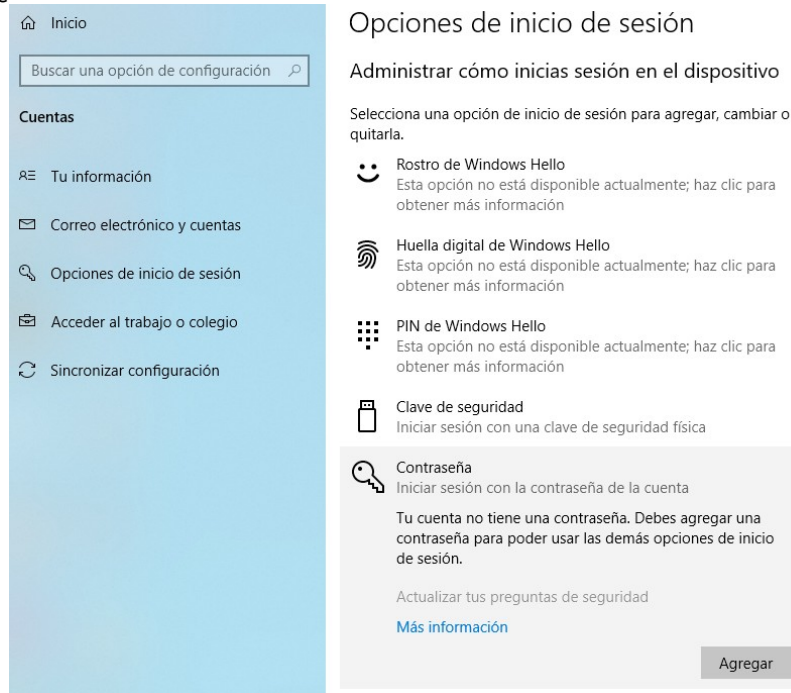 Inicio
Buscar una opción de configuración
Cuentas
Tu información
Correo electrónico y cuentas
Opciones de inicio de sesión
Acceder al trabajo o colegio
Sincronizar configuración
Opciones de inicio de sesión
Administrar cómo inicias sesión en el dispositivo
Selecciona una opción de inicio de sesión para agregar, cambiar o
quitarla.
Rostro de Windows Hello
Esta opción no está disponible actualmente; haz clic para
obtener más información
Huella digital de Windows Hello
Esta opción no está disponible actualmente; haz clic para
obtener más información
PIN de Windows Hello
Esta opción no está disponible actualmente; haz clic para
obtener más información
Clave de seguridad
Iniciar sesión con una clave de seguridad física
Contraseña
Iniciar sesión con la contraseña de la cuenta
Tu cuenta no tiene una contraseña. Debes agregar una
contraseña para poder usar las demás opciones de inicio
de sesión.
Actualizar tus preguntas de seguridad
Más información
Agregar